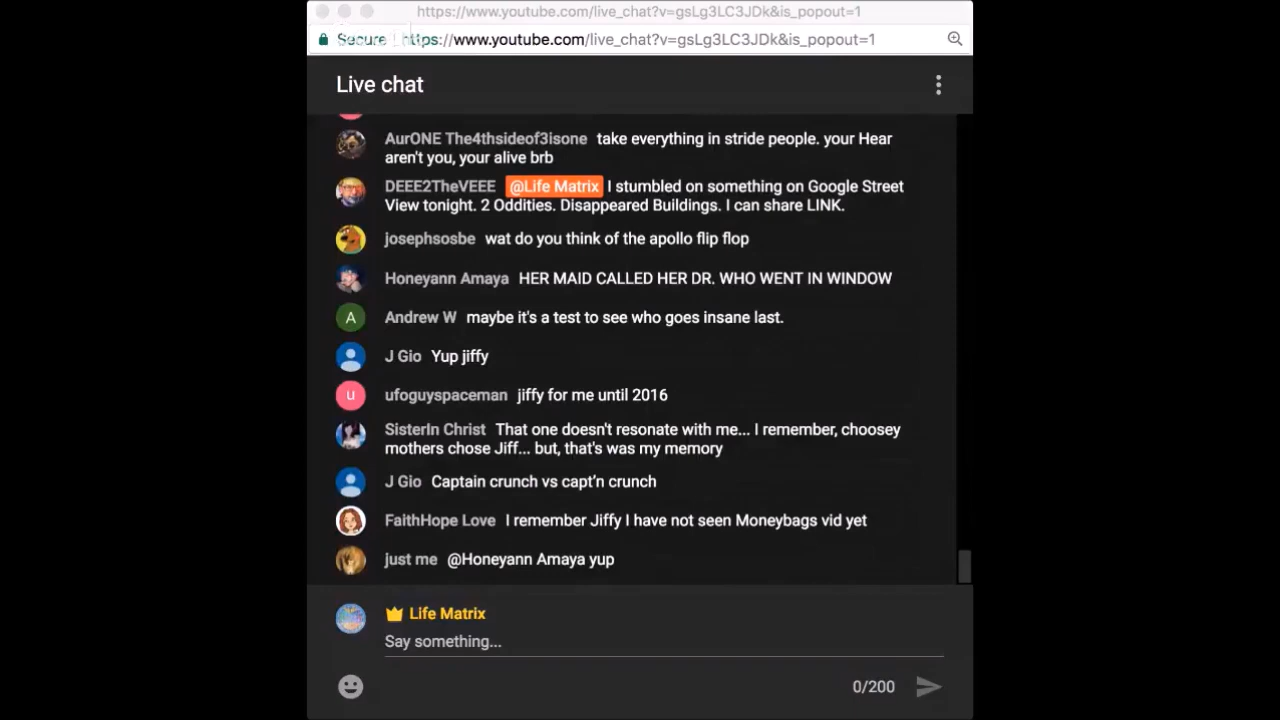 https://www.youtube.com/live_chat?v=gsLg3LC3JDk&is_popout=1
Secure https://www.youtube.com/live_chat?v=gsLg3LC3JDk&is_popout=1
Live chat
AurONE The4thsideof3isone take everything in stride people. your Hear
aren't you, your alive brb
DEEE2TheVEEE @Life Matrix I stumbled on something on Google Street
View tonight. 2 Oddities. Disappeared Buildings. I can share LINK.
josephsosbe wat do you think of the apollo flip flop
Honeyann Amaya HER MAID CALLED HER DR. WHO WENT IN WINDOW
A Andrew W maybe it's a test to see who goes insane last.
J Gio Yup jiffy
u ufoguyspaceman jiffy for me until 2016
SisterIn Christ That one doesn't resonate with me... I remember, choosey
mothers chose Jiff... but, that's was my memory
J Gio Captain crunch vs capt'n crunch
FaithHope Love I remember Jiffy I have not seen Moneybags vid yet
just me @Honeyann Amaya yup
Life Matrix
Say something...
0/200